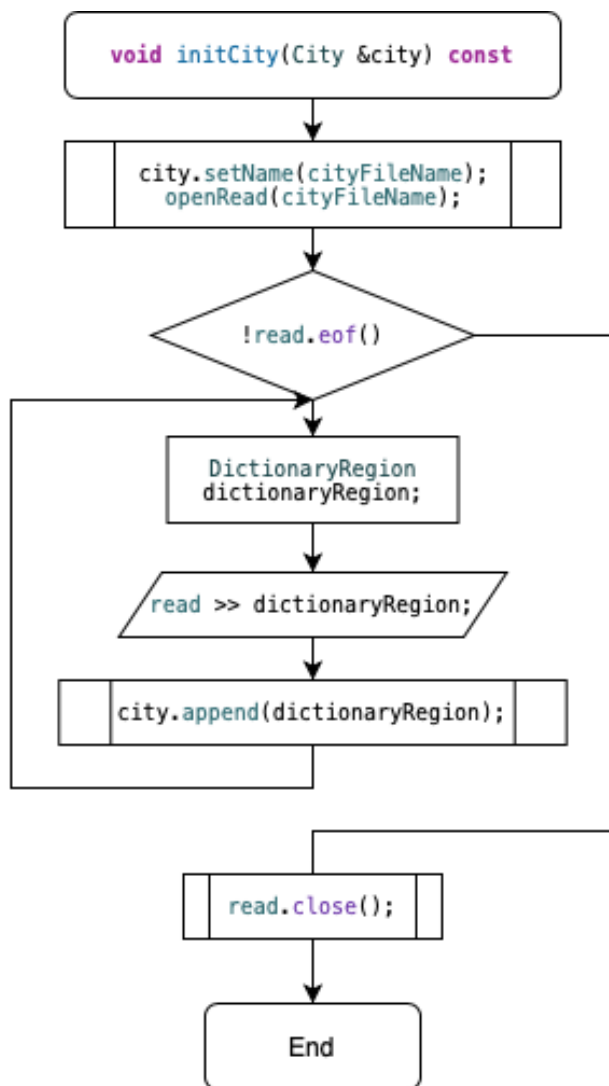 void initCity(City &city) const
city.setName(cityFileName);
openRead(cityFileName);
!read.eof()
DictionaryRegion
dictionaryRegion;
read >> dictionaryRegion;
city.append(dictionaryRegion);
read.close();
End